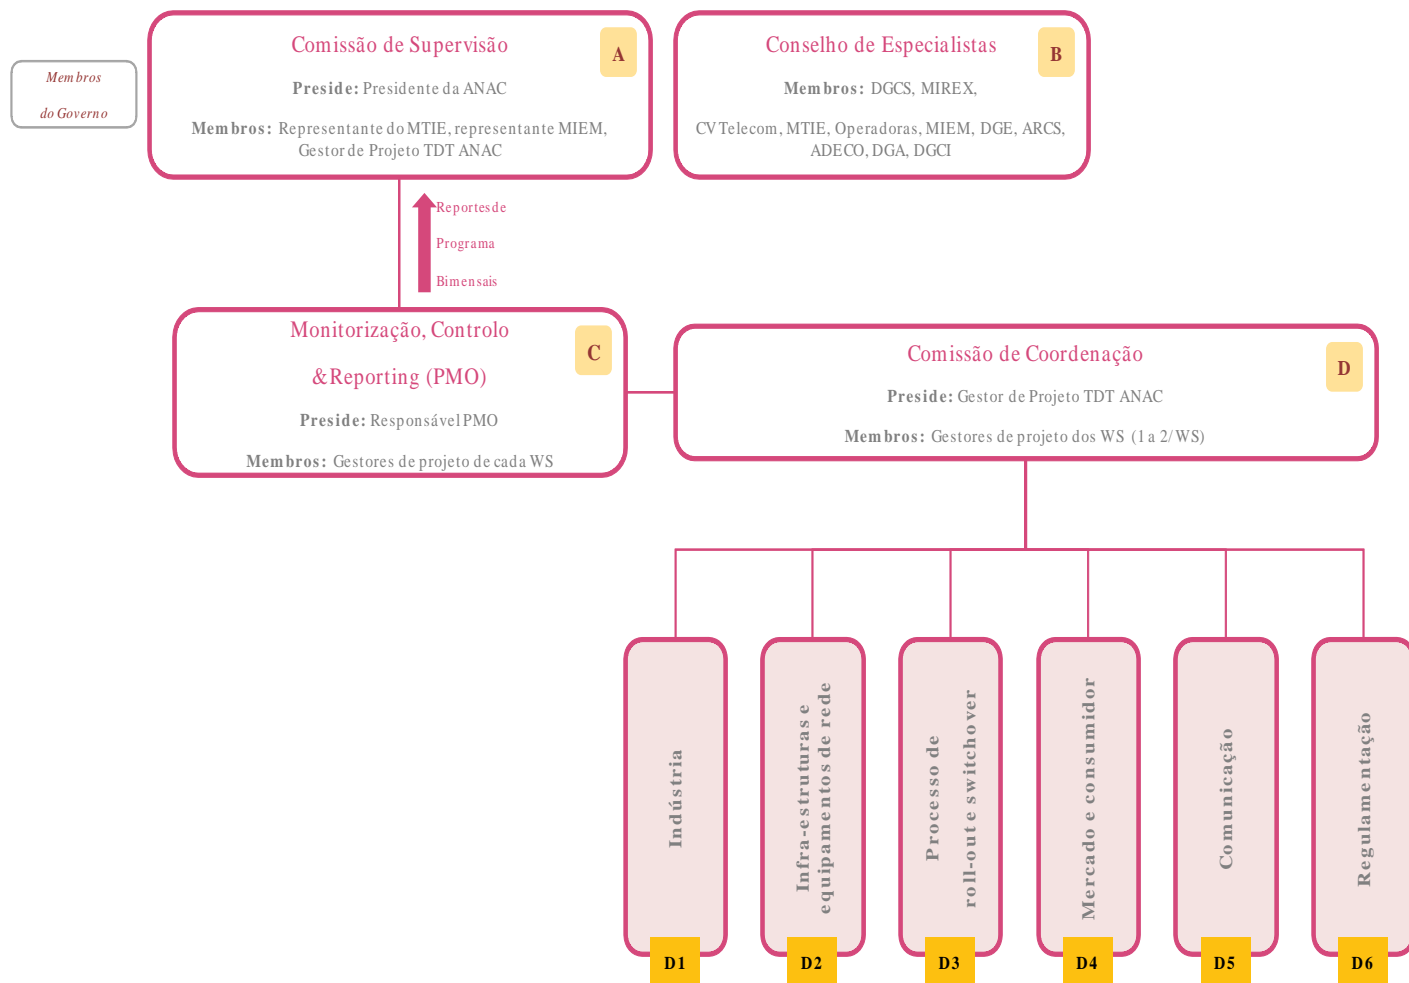 Membros
do Governo
Comissão de Supervisão
A
Preside: Presidente da ANAC
Membros: Representante do MTIE, representante MIEM,
Gestor de Projeto TDT ANAC
Conselho de Especialistas
B
Membros: DGCS, MIREX,
CV Telecom, MTIE, Operadoras, MIEM, DGE, ARCS,
ADECO, DGA, DGCI
Reportes de
Programa
Bimensais
Monitorização, Controlo
&Reporting (PMO)
C
Preside: Responsável PMO
Membros: Gestores de projeto de cada WS
Comissão de Coordenação
D
Preside: Gestor de Projeto TDT ANAC
Membros: Gestores de projeto dos WS (1 a 2/WS)
Indústria
Infra-estruturas e
equipamentos de rede
Processo de
roll-out e switchover
Mercado e consumidor
Comunicação
Regulamentação
D1
D2
D3
D4
D5
D6